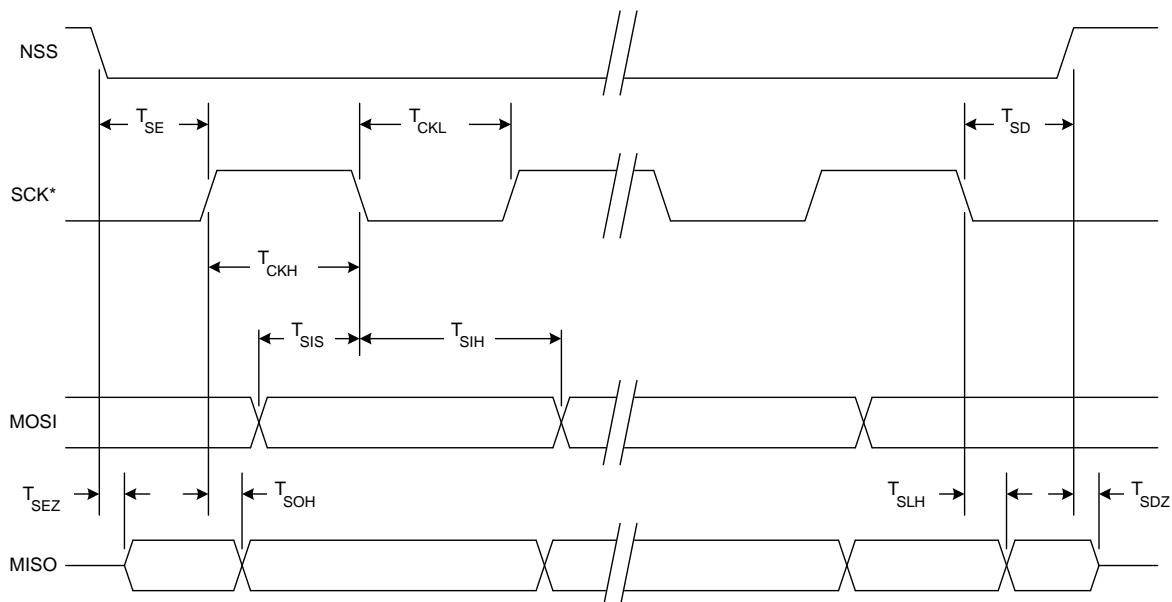 NSS
T_SE
T_CKL
T_SD
SCK*
T_CKH
T_SIS
T_SIH
MOSI
T_SEZ
T_SOH
T_SLH
T_SDZ
MISO